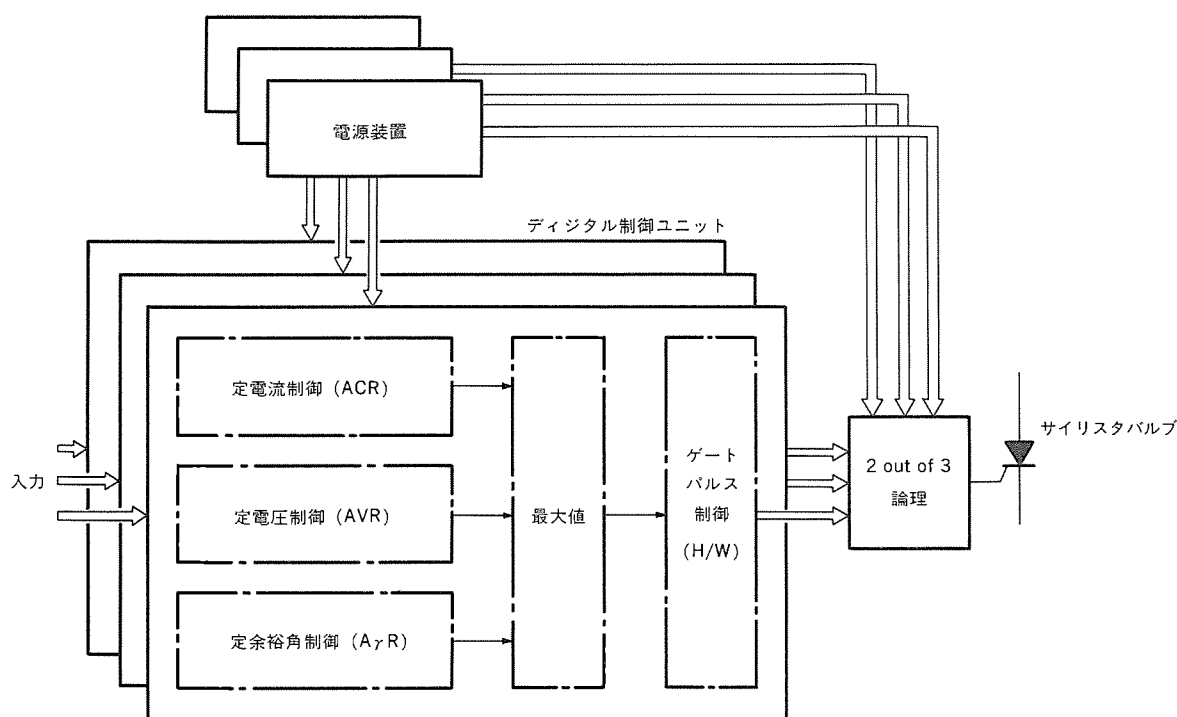 電源装置
ディジタル制御ユニット
定電流制御 (ACR)
定電圧制御 (AVR)
定余裕角制御 (AγR)
入力
最大値
ゲート
パルス
制御
(H/W)
2 out of 3
論理
サイリスタバルブ